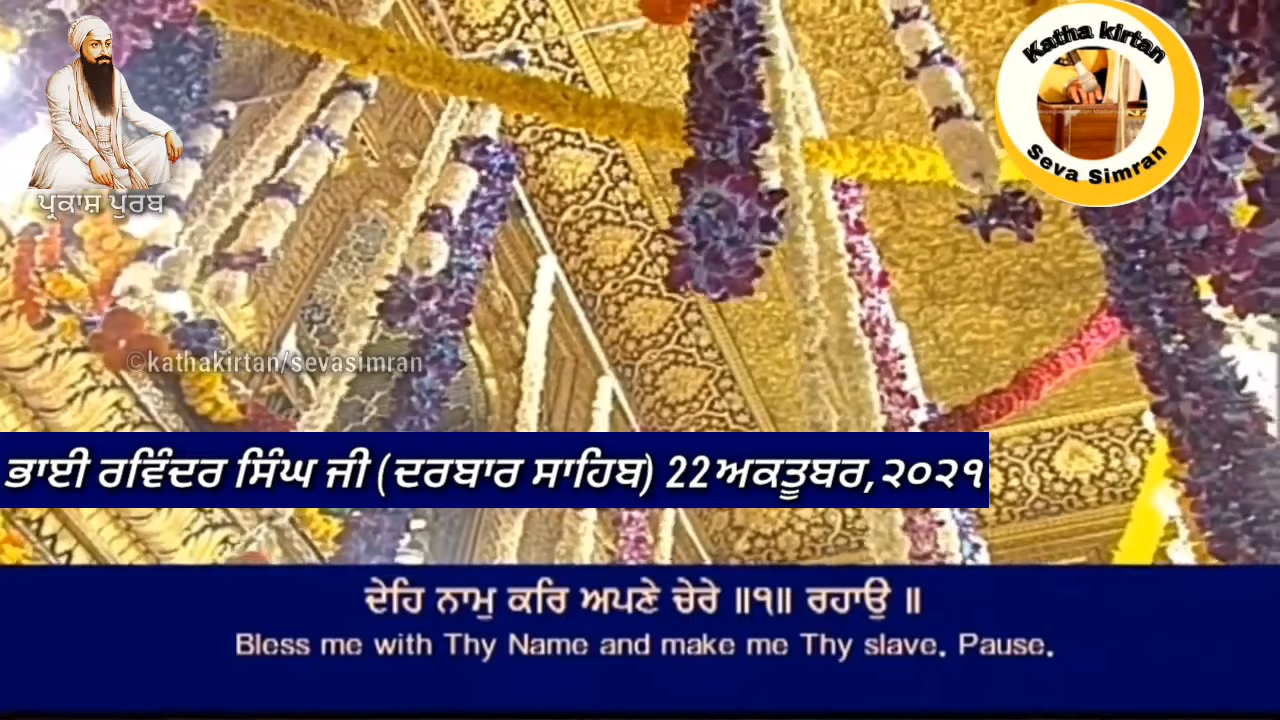 Katha kirtan
Seva Simran
ਪ੍ਰਕਾਸ਼ ਪੁਰਬ
©kathakirtan/sevasimran
ਭਾਈ ਰਵਿੰਦਰ ਸਿੰਘ ਜੀ (ਦਰਬਾਰ ਸਾਹਿਬ) 22ਅਕਤੂਬਰ,੨੦੨੧
ਦੇਹਿ ਨਾਮੁ ਕਰਿ ਅਪਣੇ ਚੇਰੇ ॥੧॥ ਰਹਾਉ ॥
Bless me with Thy Name and make me Thy slave. Pause.